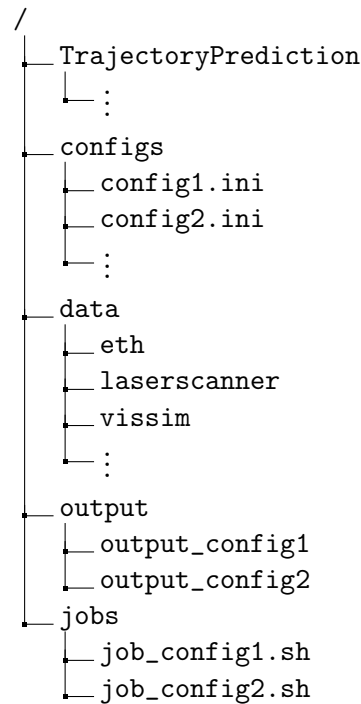 /
TrajectoryPrediction
⋮
configs
config1.ini
config2.ini
⋮
data
eth
laserscanner
vissim
⋮
output
output_config1
output_config2
jobs
job_config1.sh
job_config2.sh